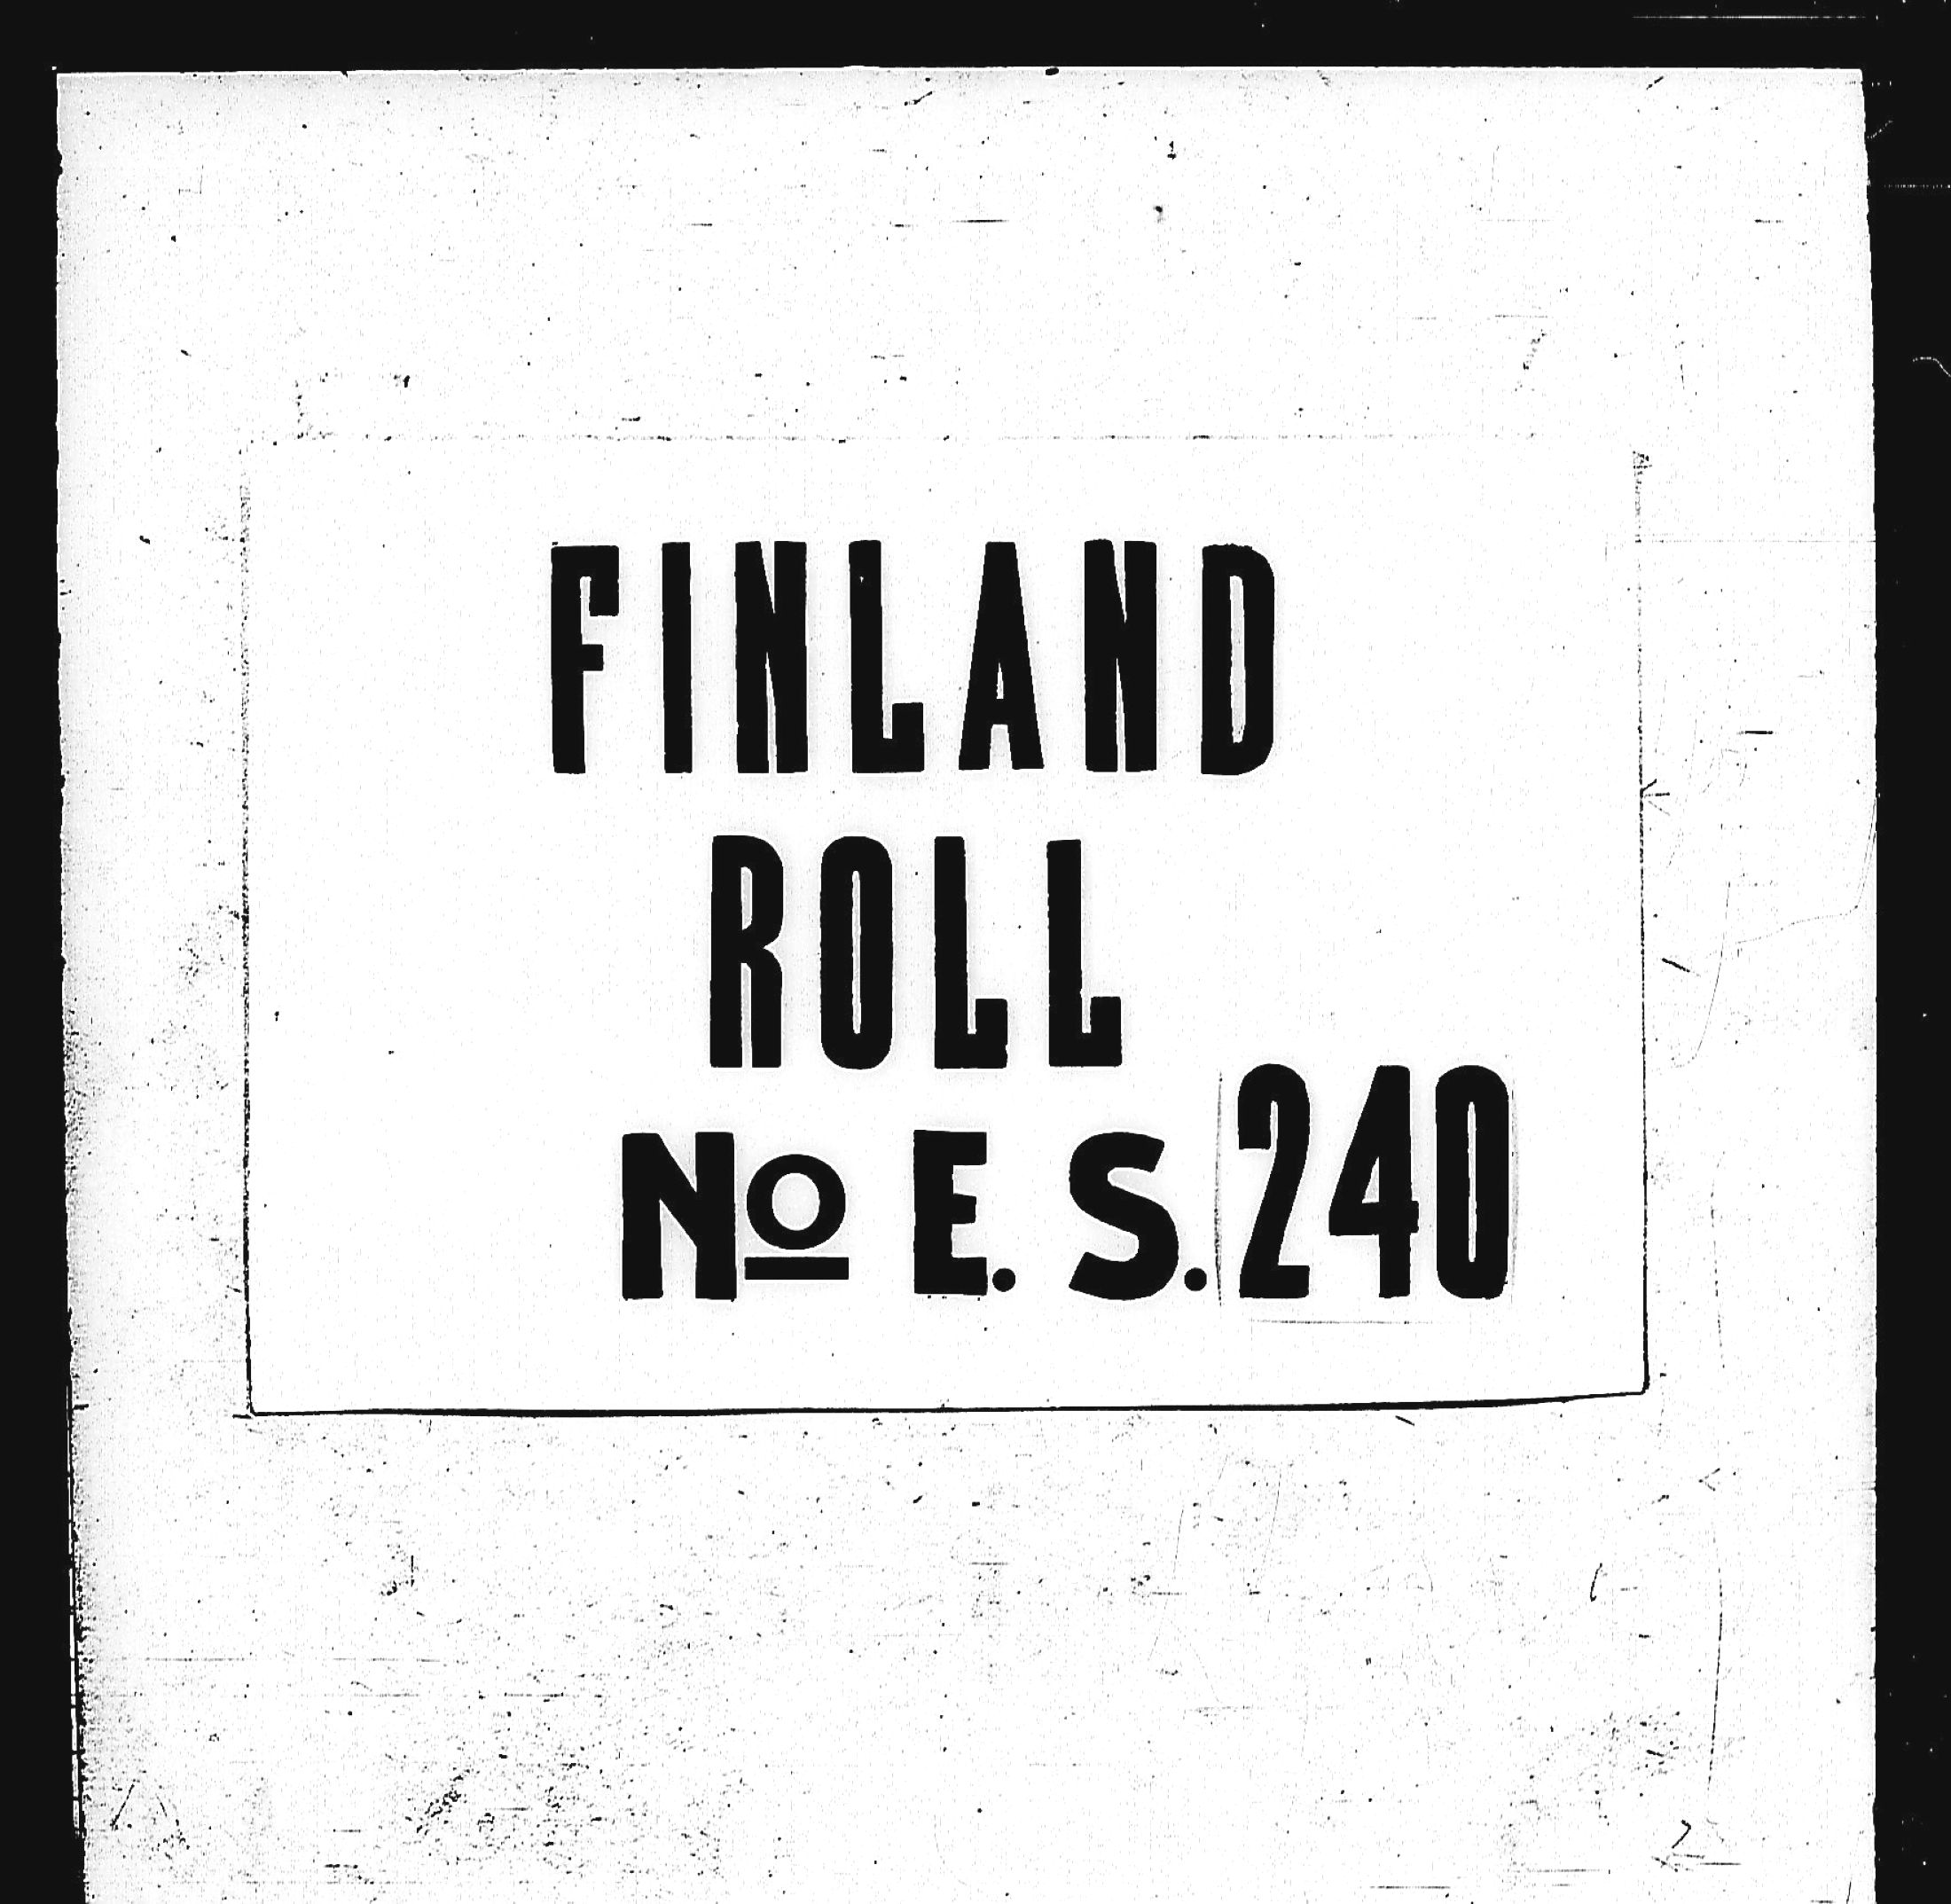 FINLAND
ROLL
No E. S. 240